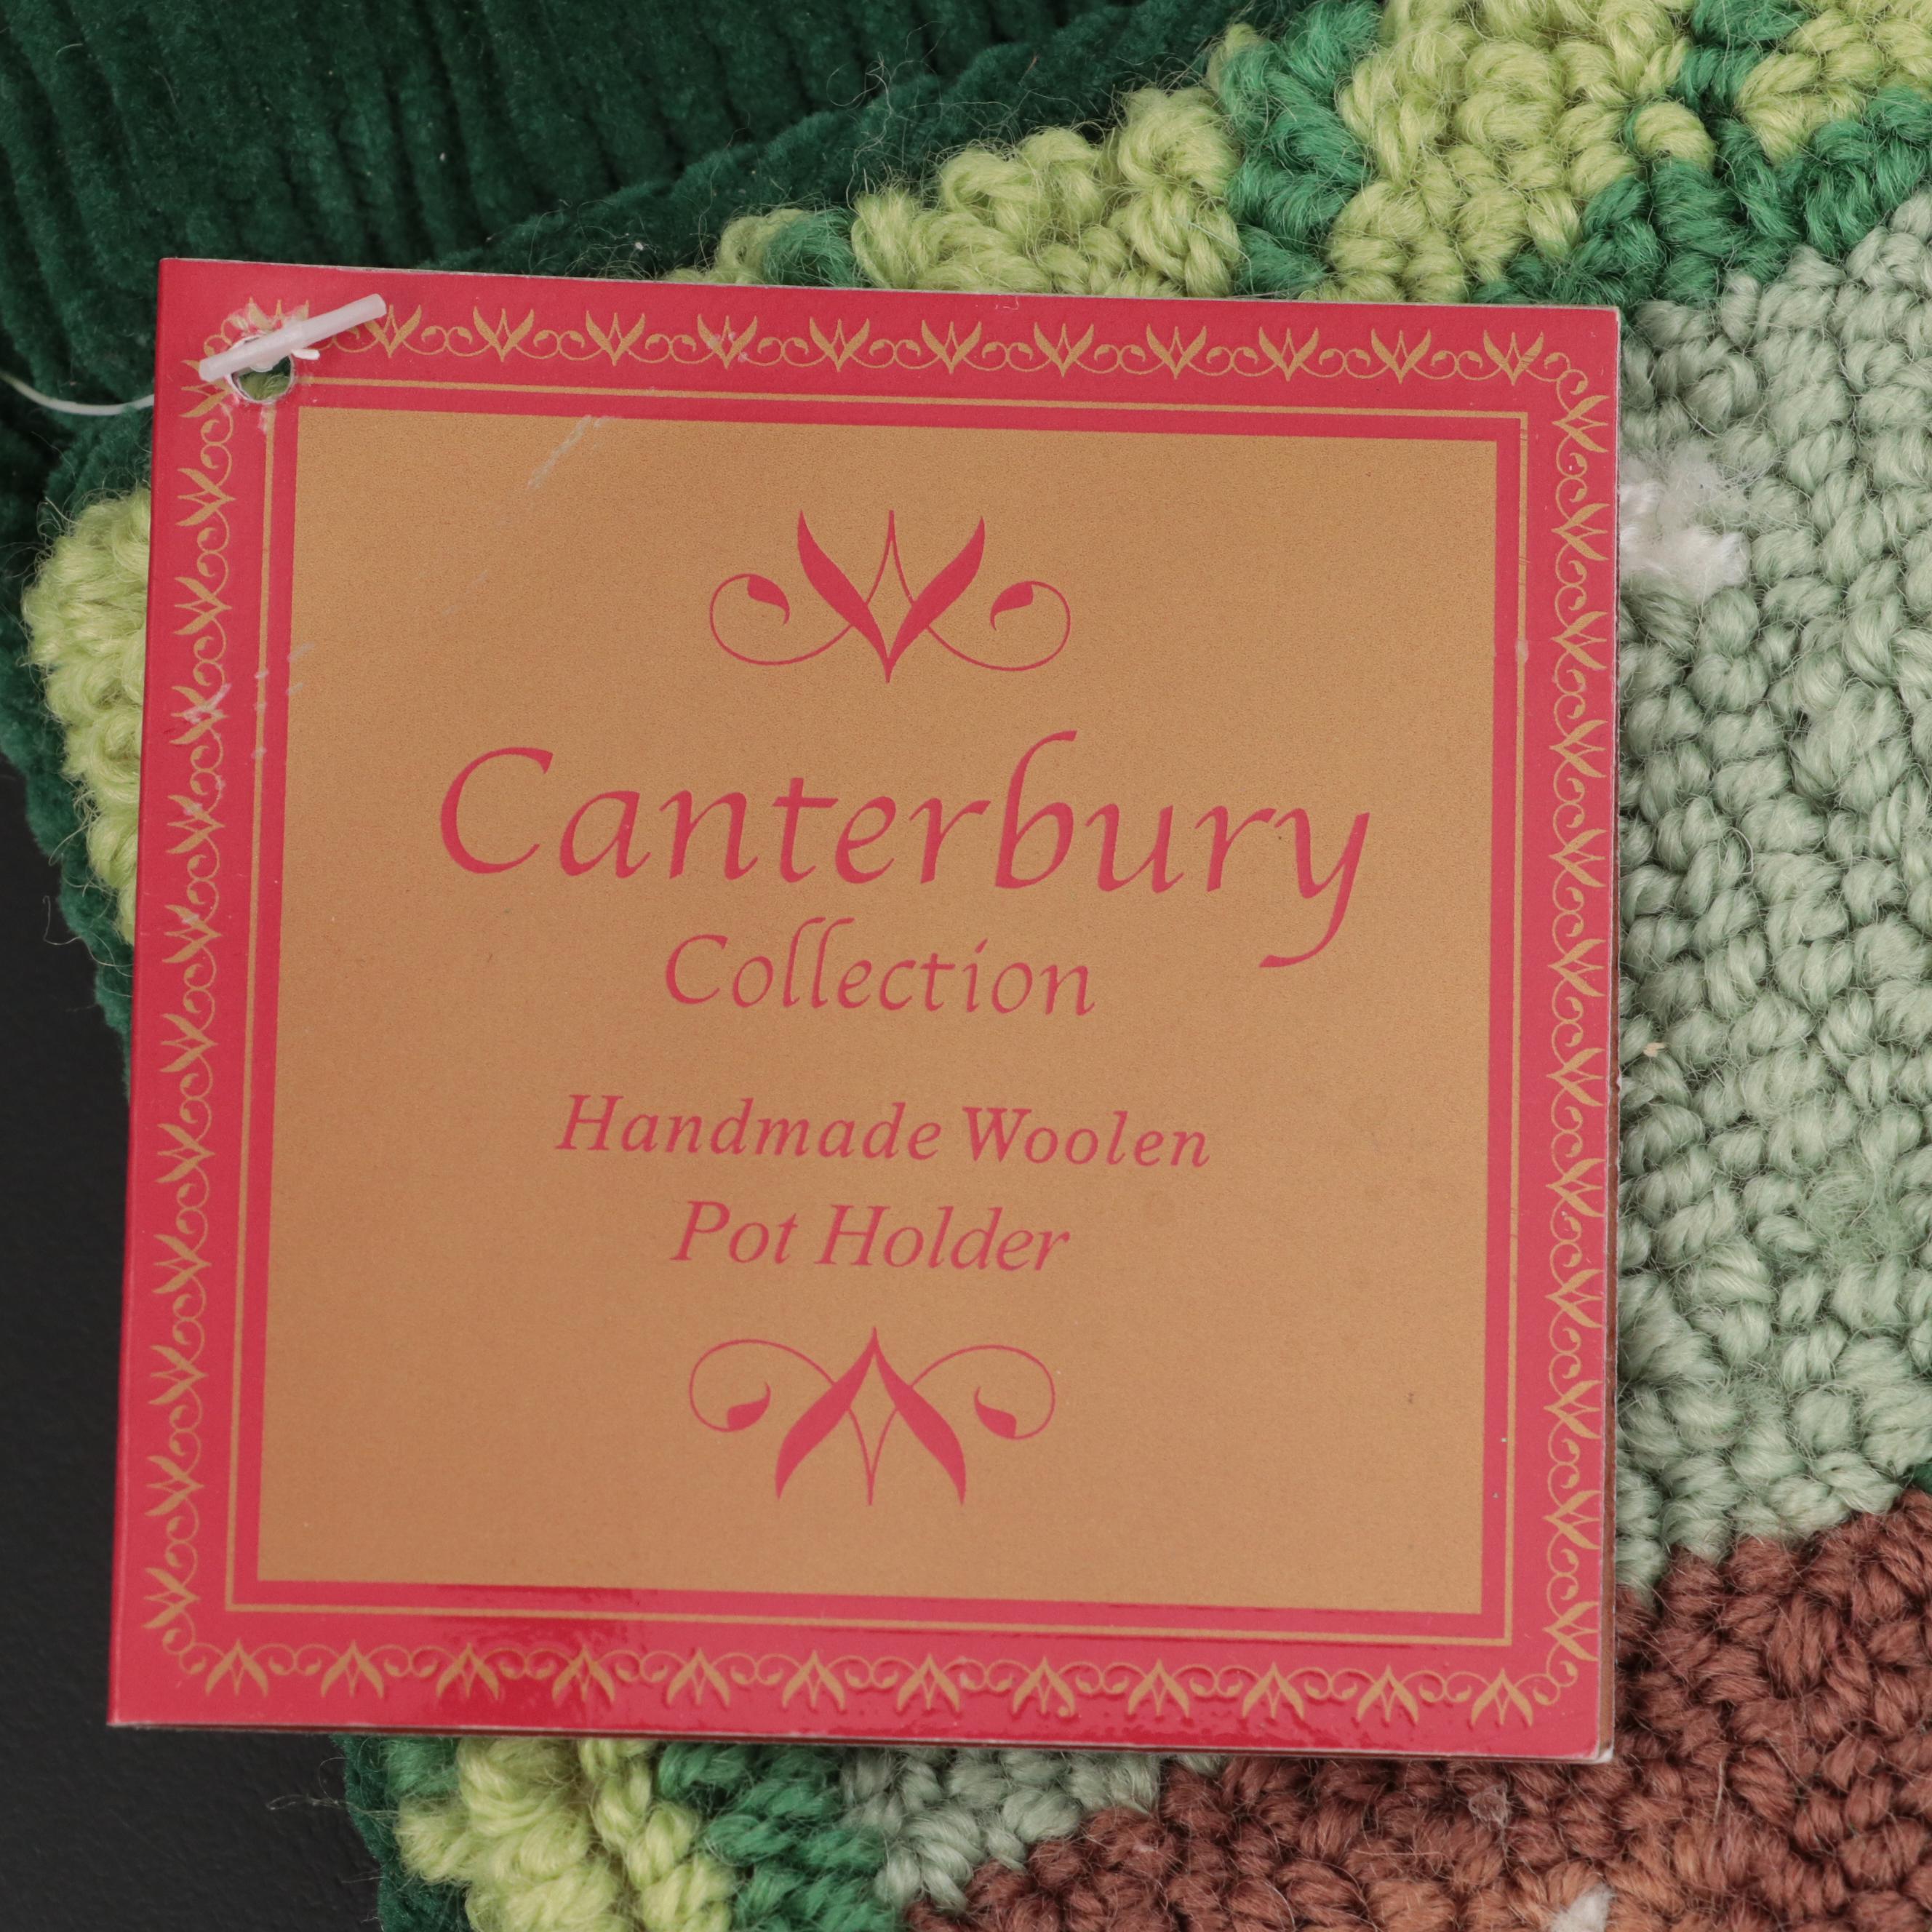 Canterbury
Collection
Handmade Woolen
Pot Holder